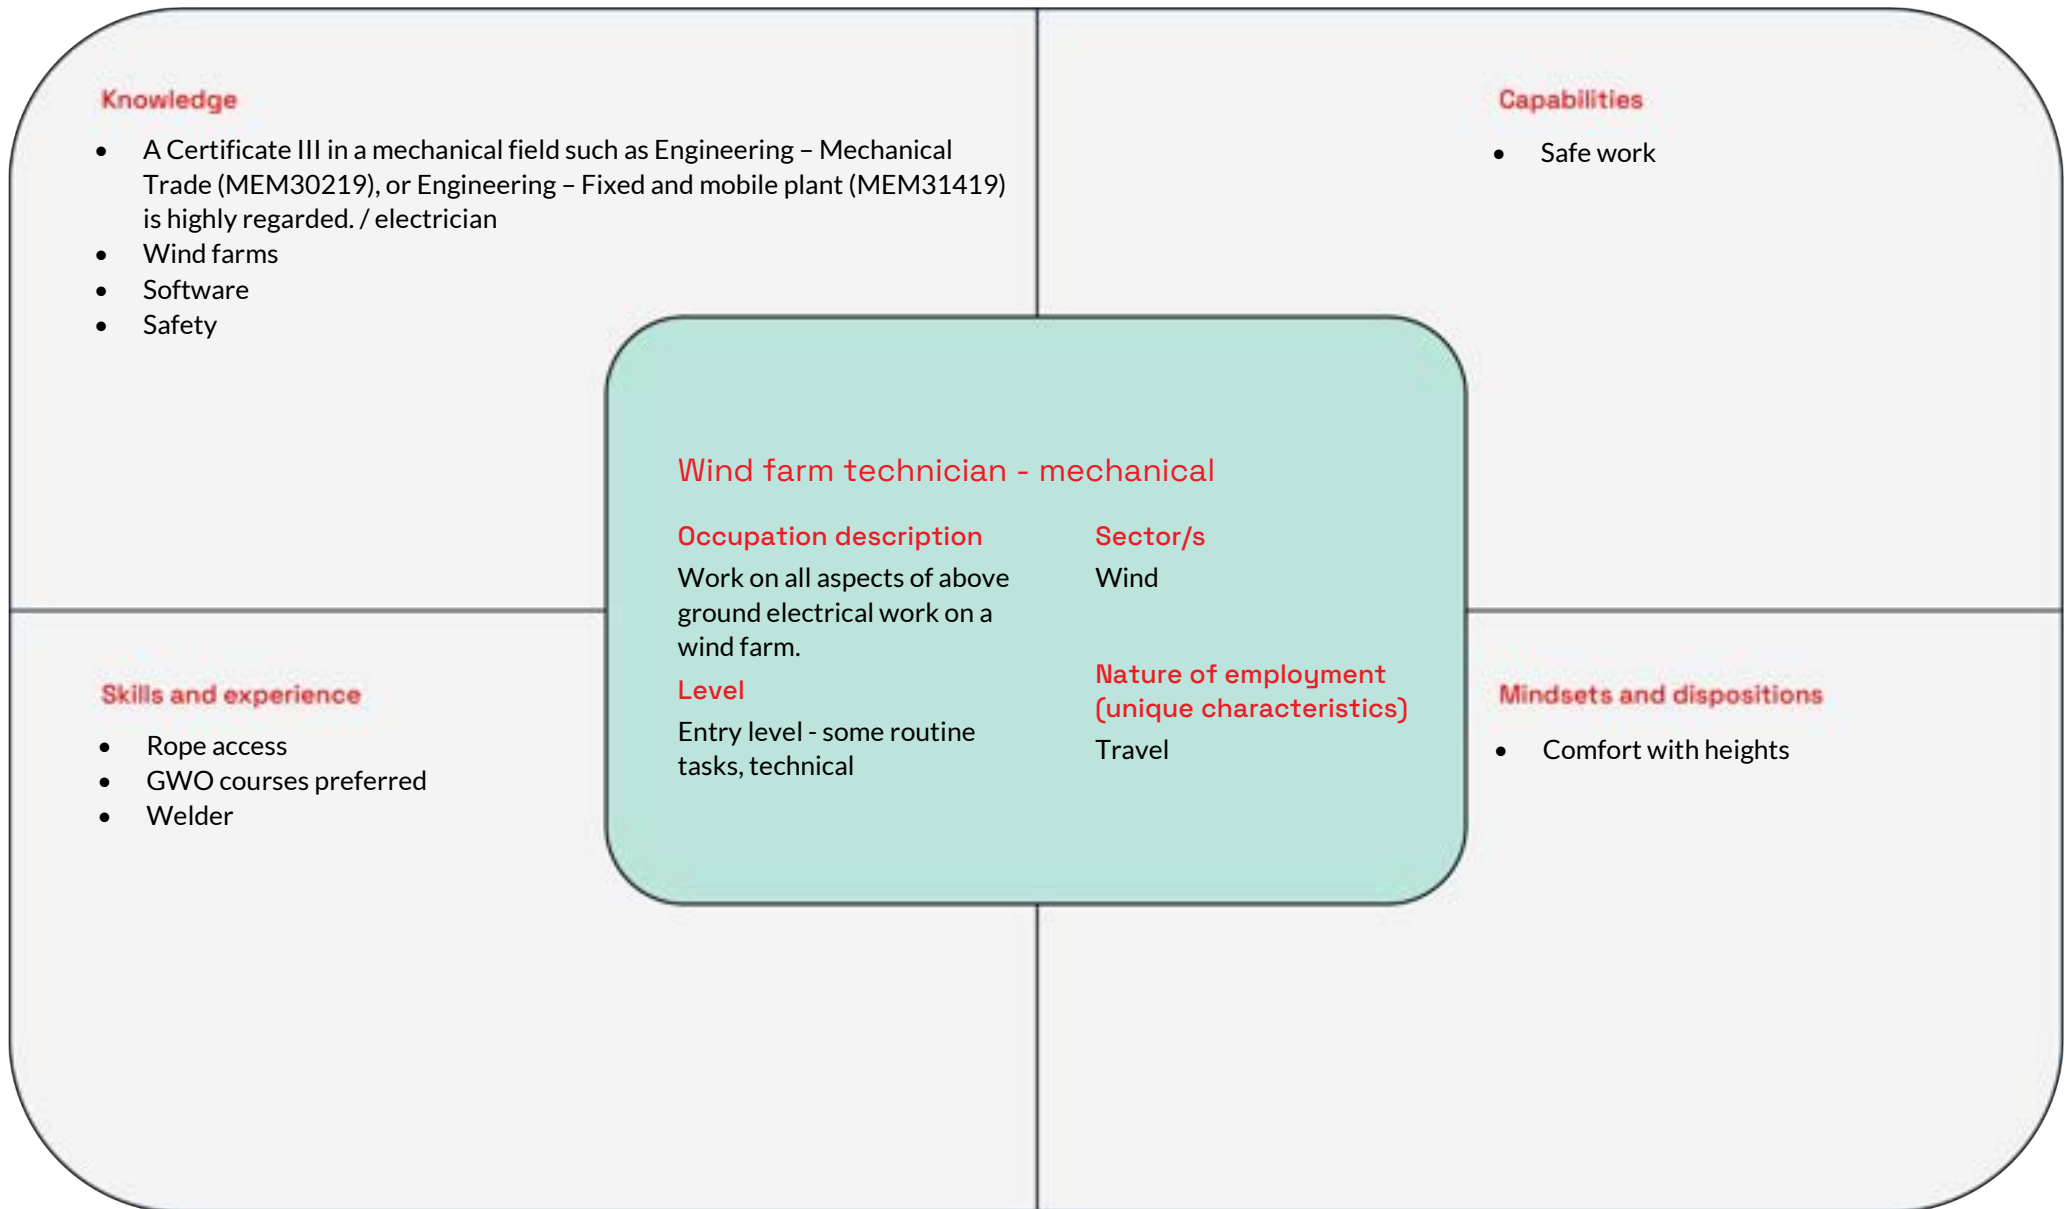 Knowledge
• A Certificate III in a mechanical field such as Engineering – Mechanical
Trade (MEM30219), or Engineering – Fixed and mobile plant (MEM31419)
is highly regarded. / electrician
• Wind farms
• Software
• Safety
Capabilities
• Safe work
Wind farm technician - mechanical
Occupation description
Work on all aspects of above
ground electrical work on a
wind farm.
Level
Entry level - some routine
tasks, technical
Sector/s
Wind
Nature of employment
(unique characteristics)
Travel
Skills and experience
• Rope access
• GWO courses preferred
• Welder
Mindsets and dispositions
• Comfort with heights